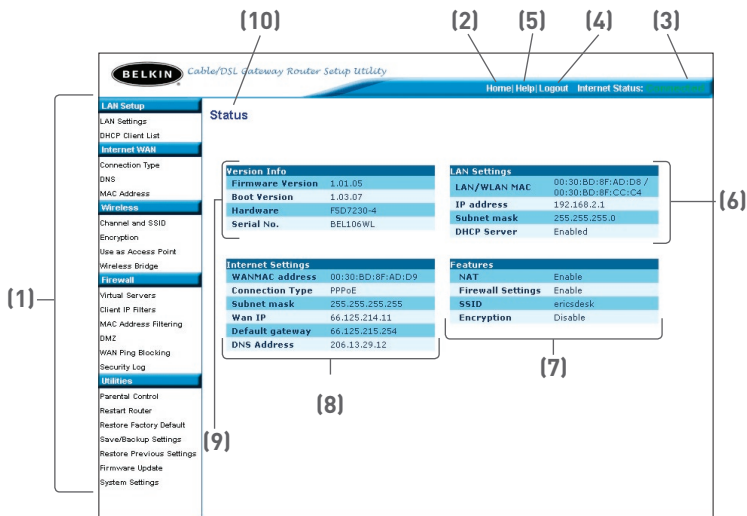 (10) (2) (5) (4) (3)
BELKIN Cable/DSL Gateway Router Setup Utility
Home| Help| Logout Internet Status:
(1)
LAN Setup
LAN Settings
DHCP Client List
Internet WAN
Connection Type
DNS
MAC Address
Wireless
Channel and SSID
Encryption
Use as Access Point
Wireless Bridge
Firewall
Virtual Servers
Client IP Filters
MAC Address Filtering
DMZ
WAN Ping Blocking
Security Log
Utilities
Parental Control
Restart Router
Restore Factory Default
Save/Backup Settings
Restore Previous Settings
Firmware Update
System Settings
Status
Version Info
Firmware Version 1.01.05
Boot Version 1.03.07
Hardware F5D7230-4
Serial No. BEL106WL
(9)
LAN Settings
LAN/WLAN MAC 00:30:BD:8F:AD:D8 /
00:30:BD:8F:CC:C4
IP address 192.168.2.1
Subnet mask 255.255.255.0
DHCP Server Enabled
(6)
Internet Settings
WANMAC address 00:30:BD:8F:AD:D9
Connection Type PPPoE
Subnet mask 255.255.255.255
Wan IP 66.125.214.11
Default gateway 66.125.215.254
DNS Address 206.13.29.12
(8)
Features
NAT Enable
Firewall Settings Enable
SSID ericsdesk
Encryption Disable
(7)